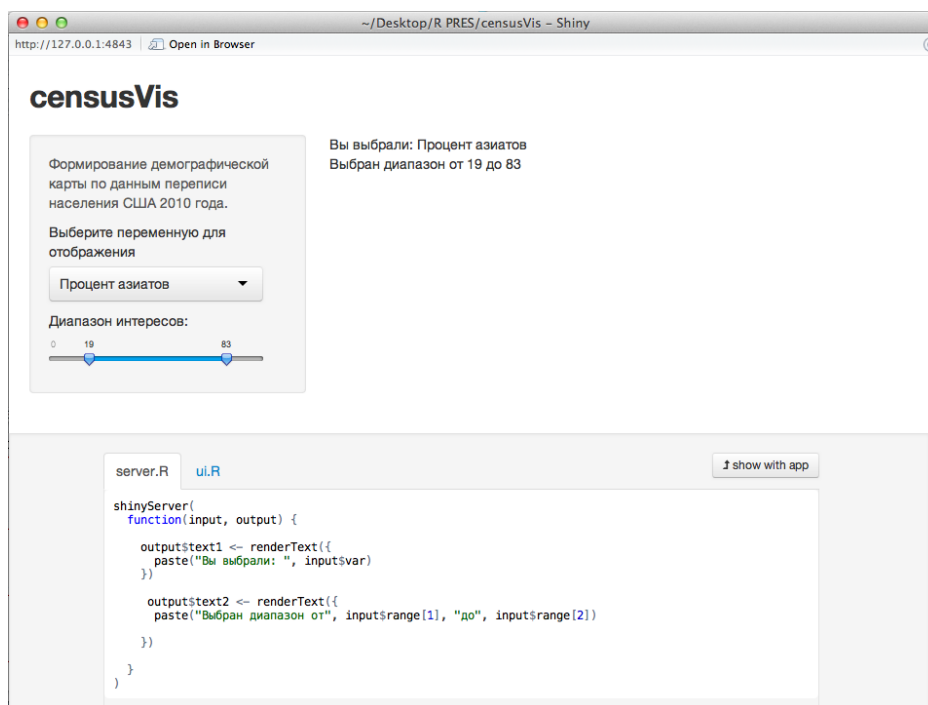 ~/Desktop/R PRES/censusVis – Shiny
http://127.0.0.1:4843 Open in Browser
censusVis
Формирование демографической
карты по данным переписи
населения США 2010 года.
Выберите переменную для
отображения
Процент азиатов
Диапазон интересов:
0 19 83
Вы выбрали: Процент азиатов
Выбран диапазон от 19 до 83
server.R ui.R show with app
shinyServer(
function(input, output) {
output$text1 <- renderText({
paste("Вы выбрали: ", input$var)
})
output$text2 <- renderText({
paste("Выбран диапазон от", input$range[1], "до", input$range[2])
})
}
)